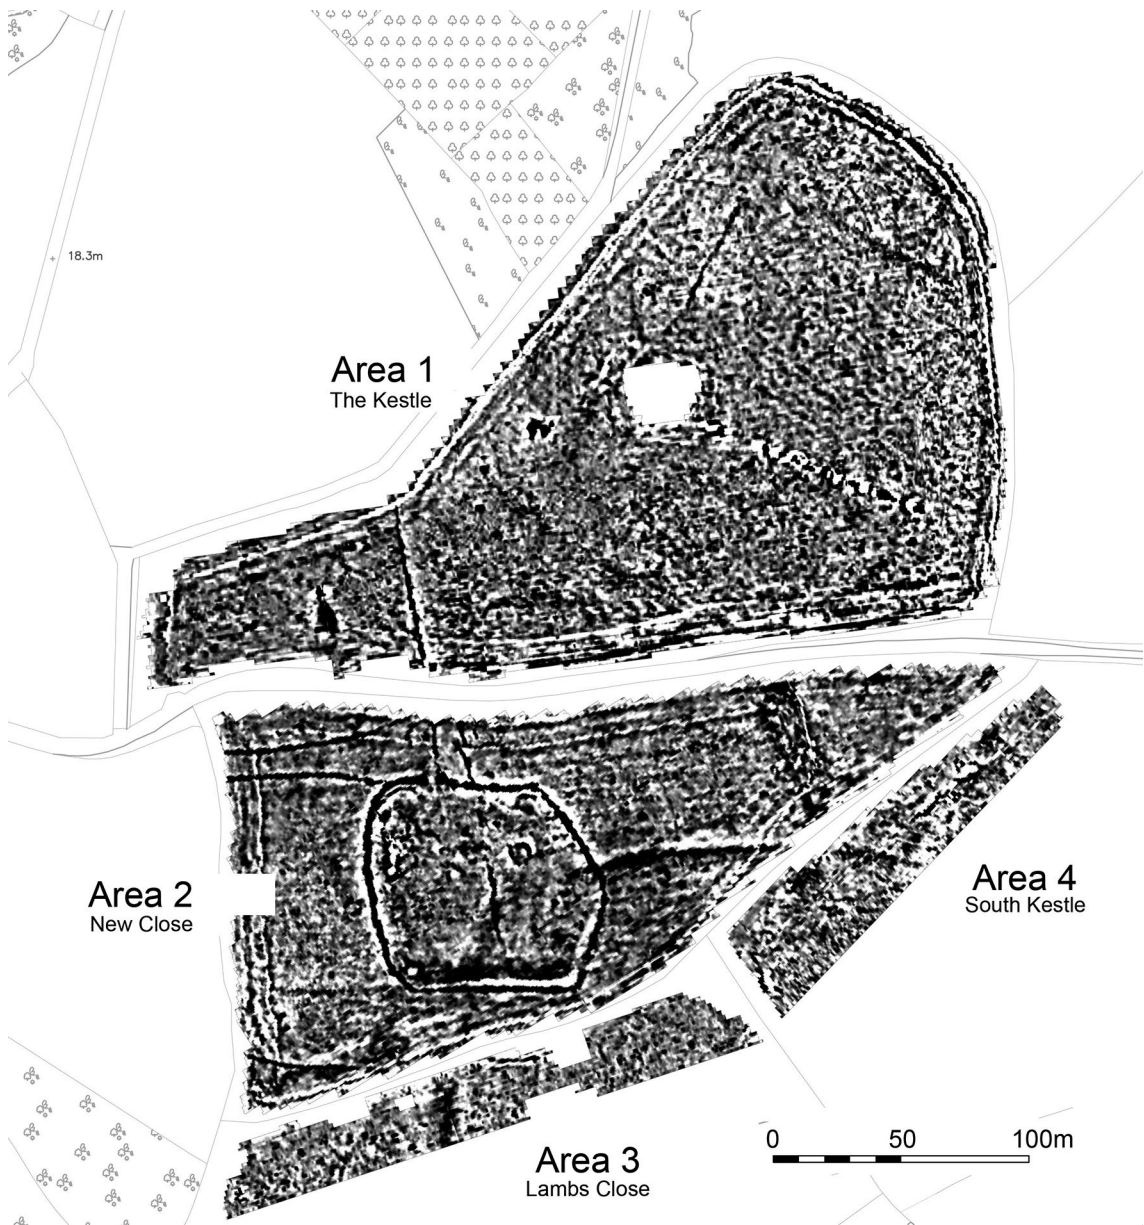 18.3m
Area 1
The Kestle
Area 2
New Close
Area 4
South Kestle
0 50 100m
Area 3
Lambs Close